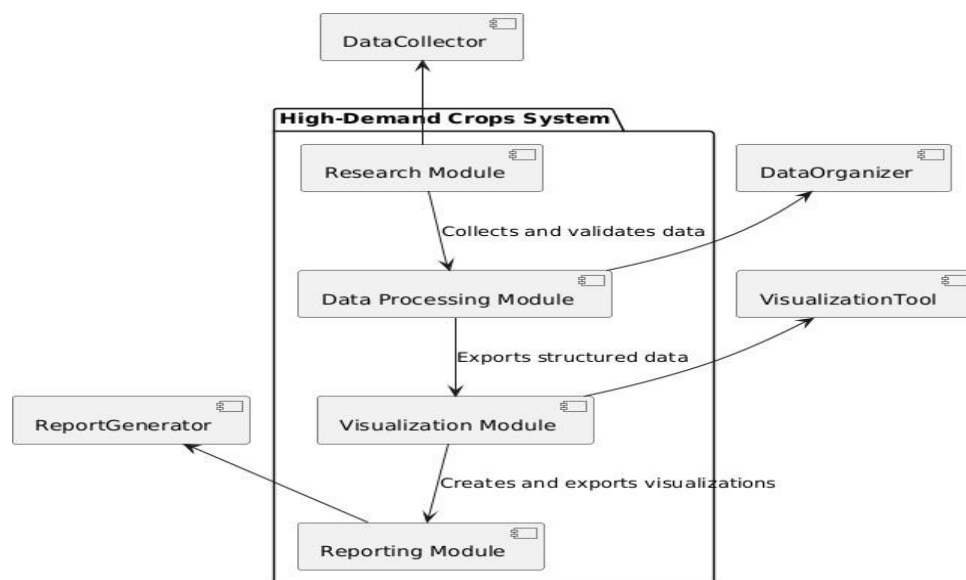 DataCollector
High-Demand Crops System
Research Module
DataOrganizer
Collects and validates data
Data Processing Module
VisualizationTool
Exports structured data
ReportGenerator
Visualization Module
Creates and exports visualizations
Reporting Module